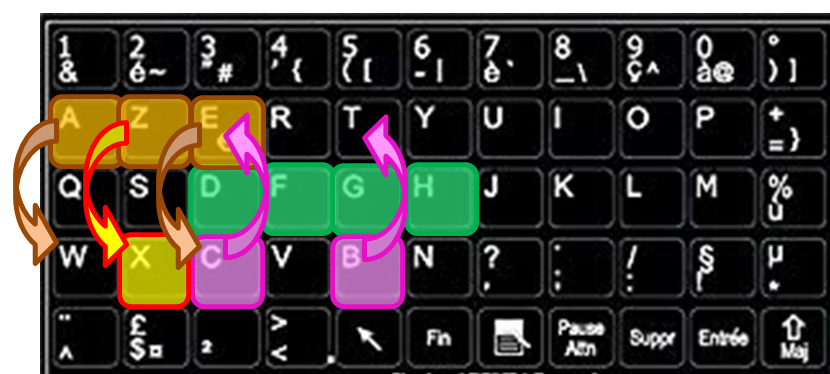 1 2 3 4 5 6 7 8 9 0 °
& é~ "# '{ ([ -| è` _\ ç^ à@ )]
A Z E R T Y U I O P +
= }
Q S D F G H J K L M %
ù
W X C V B N ? . / § µ
, ; : ! *
¨ £ > Fin Pause Suppr Entrée Maj
^ $¤ ² < . Attn